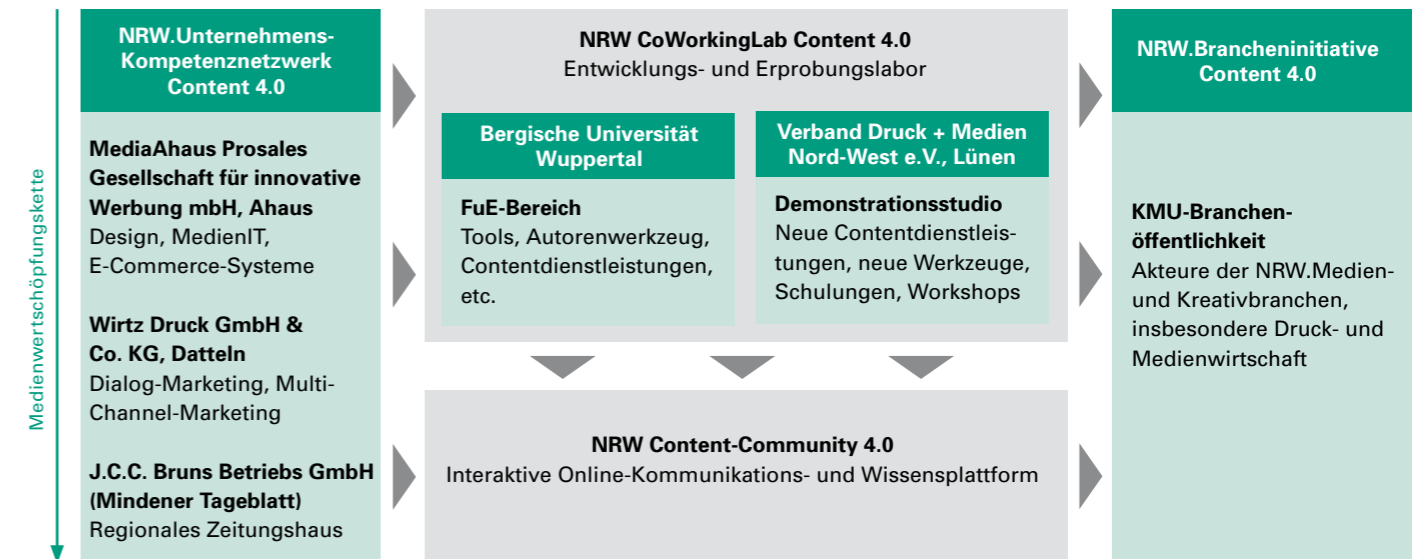 Medienwertschöpfungskette
NRW.Unternehmens-
Kompetenznetzwerk
Content 4.0
MediaAhaus Prosales
Gesellschaft für innovative
Werbung mbH, Ahaus
Design, MedienIT,
E-Commerce-Systeme
Wirtz Druck GmbH &
Co. KG, Datteln
Dialog-Marketing, Multi-
Channel-Marketing
J.C.C. Bruns Betriebs GmbH
(Mindener Tageblatt)
Regionales Zeitungshaus
NRW CoWorkingLab Content 4.0
Entwicklungs- und Erprobungslabor
Bergische Universität
Wuppertal
FuE-Bereich
Tools, Autorenwerkzeug,
Contentdienstleistungen,
etc.
Verband Druck + Medien
Nord-West e.V., Lünen
Demonstrationsstudio
Neue Contentdienstleis-
tungen, neue Werkzeuge,
Schulungen, Workshops
NRW Content-Community 4.0
Interaktive Online-Kommunikations- und Wissensplattform
NRW.Brancheninitiative
Content 4.0
KMU-Branchen-
öffentlichkeit
Akteure der NRW.Medien-
und Kreativbranchen,
insbesondere Druck- und
Medienwirtschaft